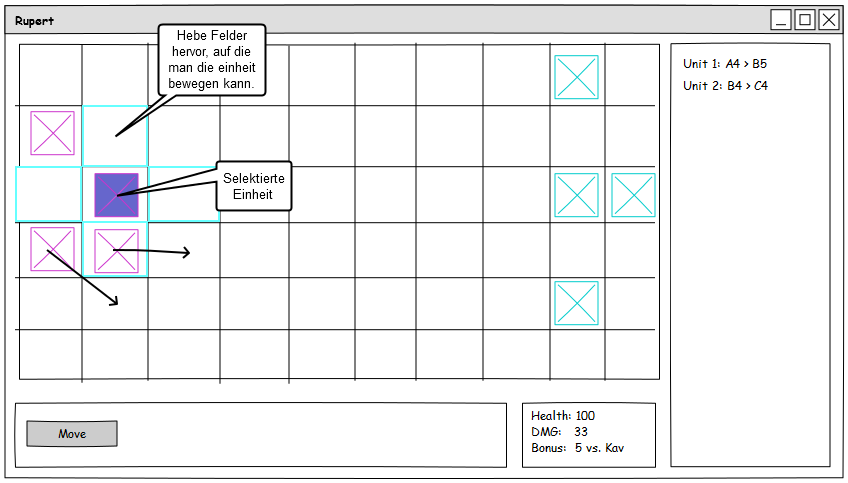 Rupert
Hebe Felder
hervor, auf die
man die einheit
bewegen kann.
Selektierte
Einheit
Unit 1: A4 > B5
Unit 2: B4 > C4
Move
Health: 100
DMG: 33
Bonus: 5 vs. Kav